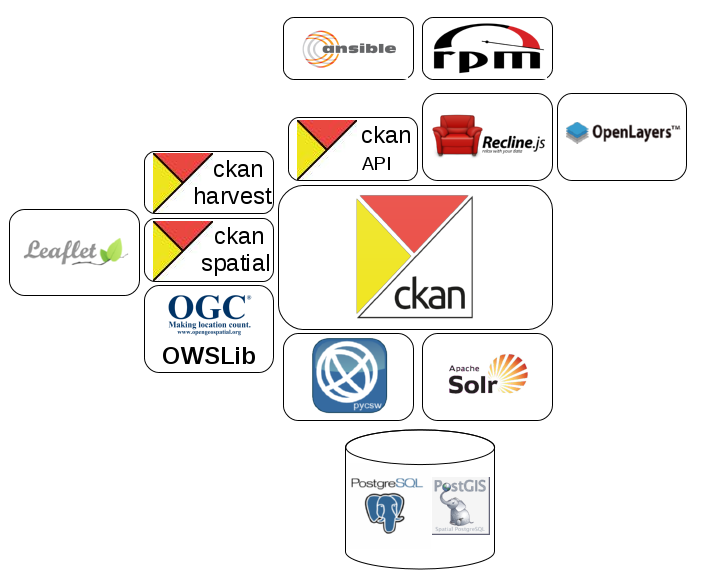 ansible
rpm
ckan
API
Recline.js
relax with your data
OpenLayers™
ckan
harvest
Leaflet
ckan
spatial
ckan
OGC®
Making location count.
www.opengeospatial.org
OWSLib
pycsw
Apache
Solr
PostgreSQL
PostGIS
Spatial PostgreSQL